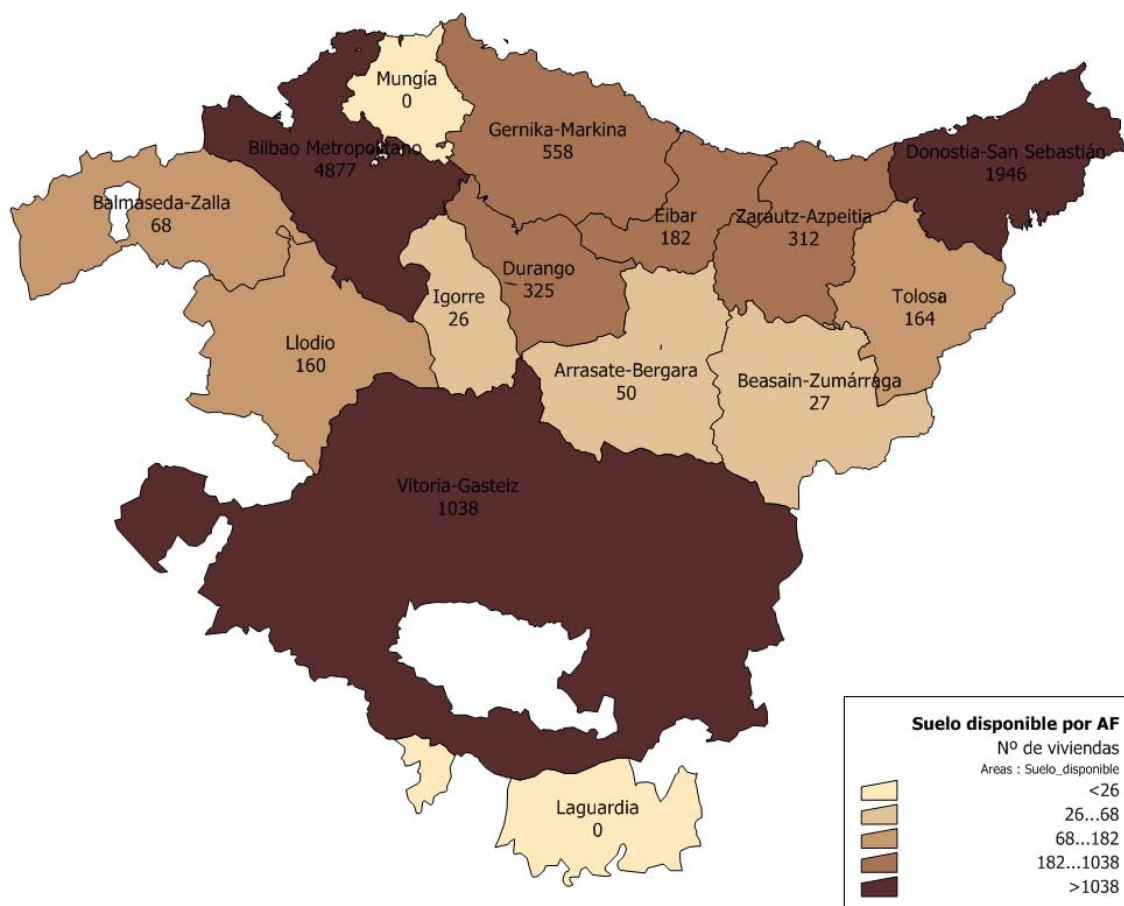 Mungía
0
Gernika-Markina
558
Bilbao Metropolitano
4877
Donostia-San Sebastián
1946
Balmaseda-Zalla
68
Eibar
182
Zarautz-Azpeitia
312
Durango
325
Igorre
26
Tolosa
164
Llodio
160
Arrasate-Bergara
50
Beasain-Zumárraga
27
Vitoria-Gasteiz
1038
Laguardia
0
Suelo disponible por AF
Nº de viviendas
Areas : Suelo_disponible
<26
26...68
68...182
182...1038
>1038